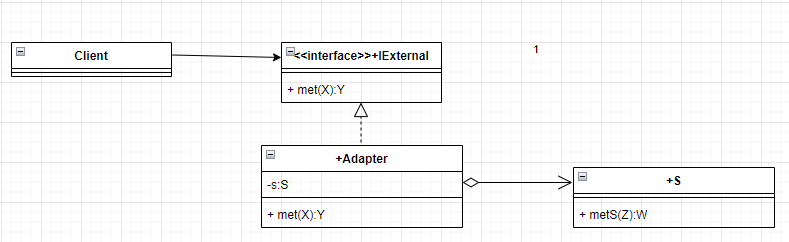 Client
<<interface>>+IExternal
1
+ met(X):Y
+Adapter
-s:S
+ met(X):Y
+S
+ metS(Z):W